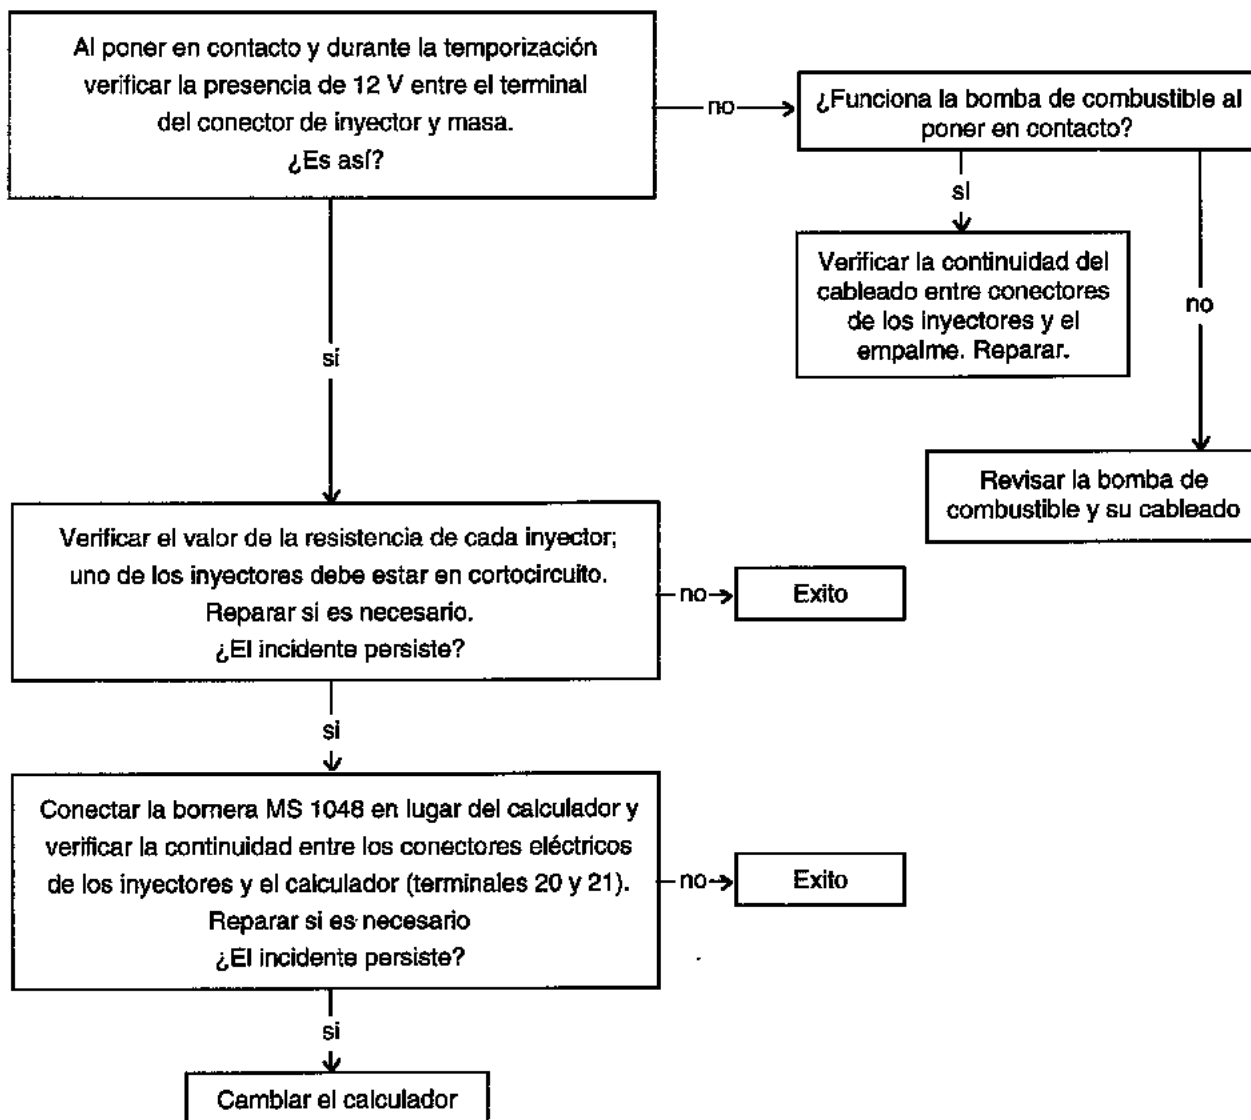 Al poner en contacto y durante la temporización
verificar la presencia de 12 V entre el terminal
del conector de inyector y masa.
¿Es así?
no
¿Funciona la bomba de combustible al
poner en contacto?
si
Verificar la continuidad del
cableado entre conectores
de los inyectores y el
empalme. Reparar.
no
Revisar la bomba de
combustible y su cableado
si
Verificar el valor de la resistencia de cada inyector;
uno de los inyectores debe estar en cortocircuito.
Reparar si es necesario.
¿El incidente persiste?
no
Exito
si
Conectar la bornera MS 1048 en lugar del calculador y
verificar la continuidad entre los conectores eléctricos
de los inyectores y el calculador (terminales 20 y 21).
Reparar si es necesario
¿El incidente persiste?
no
Exito
si
Cambiar el calculador